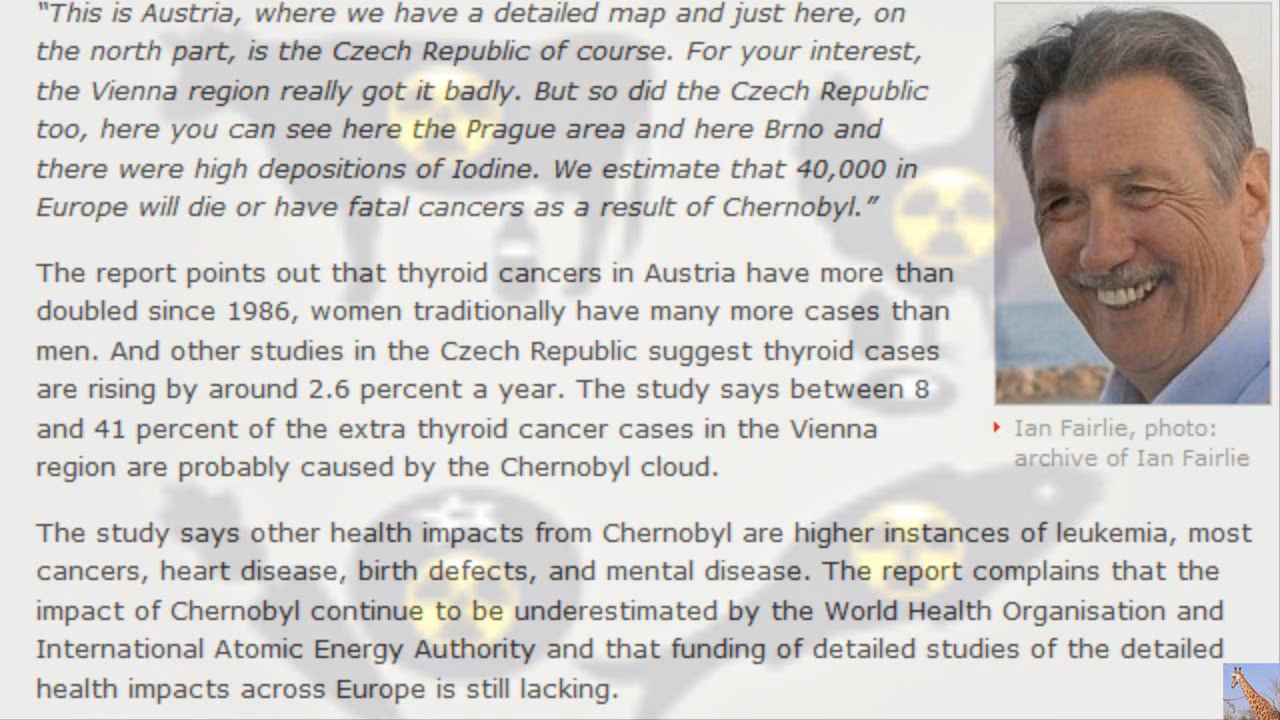 “This is Austria, where we have a detailed map and just here, on
the north part, is the Czech Republic of course. For your interest,
the Vienna region really got it badly. But so did the Czech Republic
too, here you can see here the Prague area and here Brno and
there were high depositions of Iodine. We estimate that 40,000 in
Europe will die or have fatal cancers as a result of Chernobyl.”
The report points out that thyroid cancers in Austria have more than
doubled since 1986, women traditionally have many more cases than
men. And other studies in the Czech Republic suggest thyroid cases
are rising by around 2.6 percent a year. The study says between 8
and 41 percent of the extra thyroid cancer cases in the Vienna
region are probably caused by the Chernobyl cloud.
Ian Fairlie, photo:
archive of Ian Fairlie
The study says other health impacts from Chernobyl are higher instances of leukemia, most
cancers, heart disease, birth defects, and mental disease. The report complains that the
impact of Chernobyl continue to be underestimated by the World Health Organisation and
International Atomic Energy Authority and that funding of detailed studies of the detailed
health impacts across Europe is still lacking.